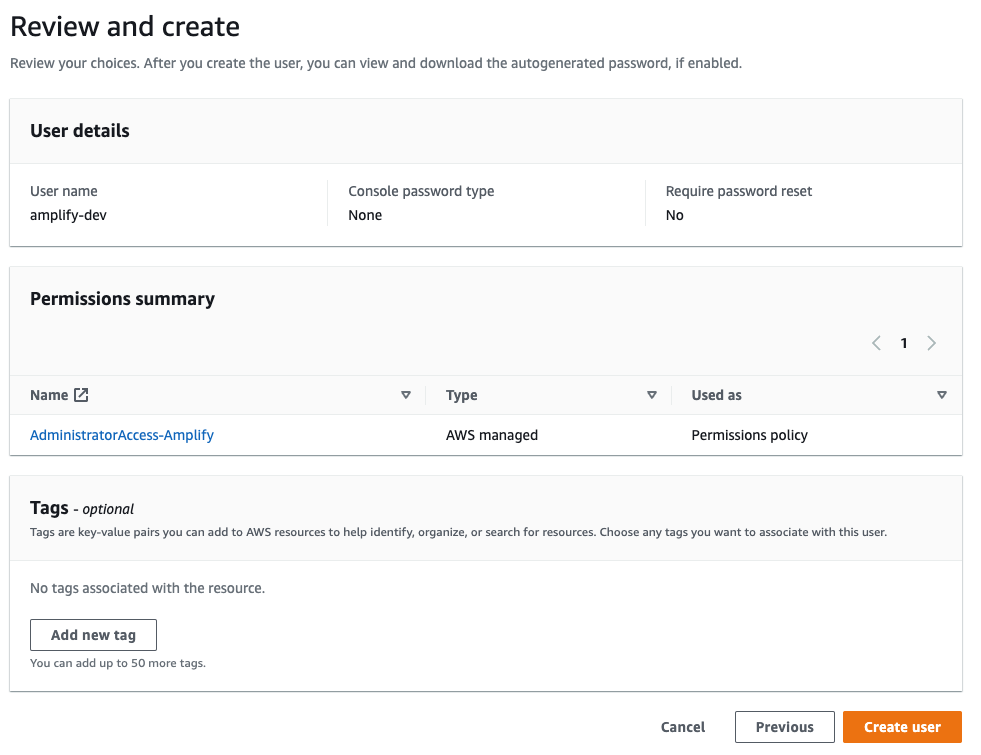 Review and create
Review your choices. After you create the user, you can view and download the autogenerated password, if enabled.
User details
User name
amplify-dev
Console password type
None
Require password reset
No
Permissions summary
1
Name
Type
Used as
AdministratorAccess-Amplify
AWS managed
Permissions policy
Tags - optional
Tags are key-value pairs you can add to AWS resources to help identify, organize, or search for resources. Choose any tags you want to associate with this user.
No tags associated with the resource.
Add new tag
You can add up to 50 more tags.
Cancel
Previous
Create user